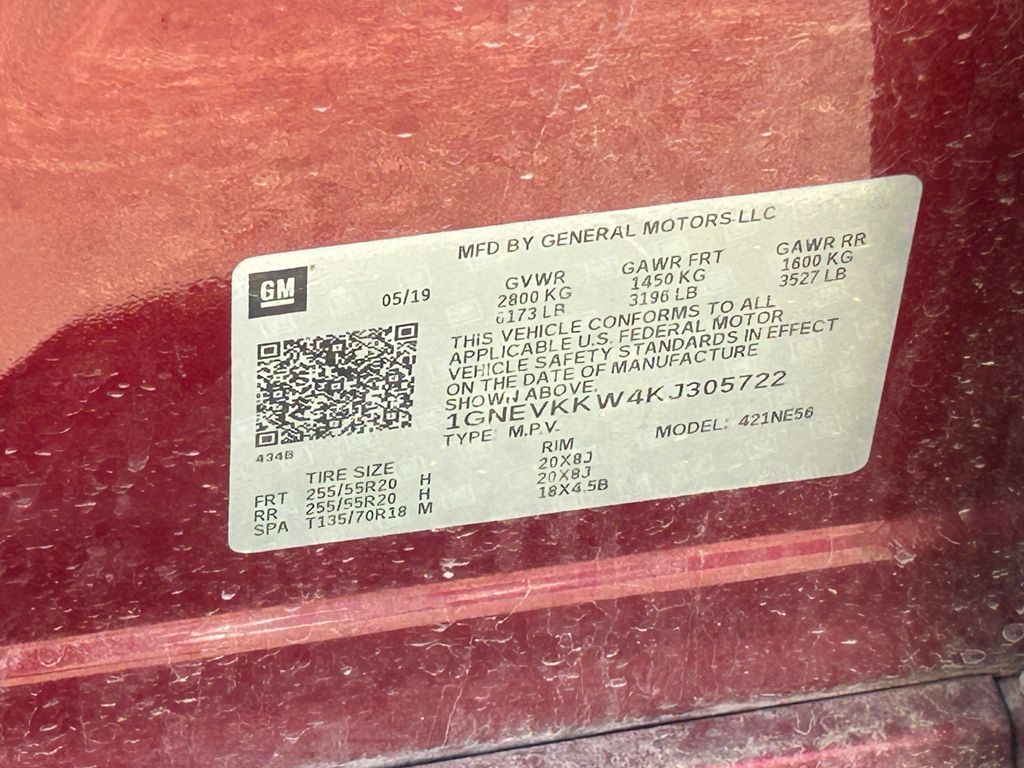 MFD BY GENERAL MOTORS LLC
GM
05/19
GVWR GAWR FRT GAWR RR
2800 KG 1450 KG 1600 KG
6173 LB 3196 LB 3527 LB
THIS VEHICLE CONFORMS TO ALL
APPLICABLE U.S. FEDERAL MOTOR
VEHICLE SAFETY STANDARDS IN EFFECT
ON THE DATE OF MANUFACTURE
SHOWN ABOVE.
1GNEVKKW4KJ305722
TYPE: M.P.V. MODEL: 421NE56
434B
TIRE SIZE RIM
FRT 255/55R20 H 20X8J
RR 255/55R20 H 20X8J
SPA T135/70R18 M 18X4.5B